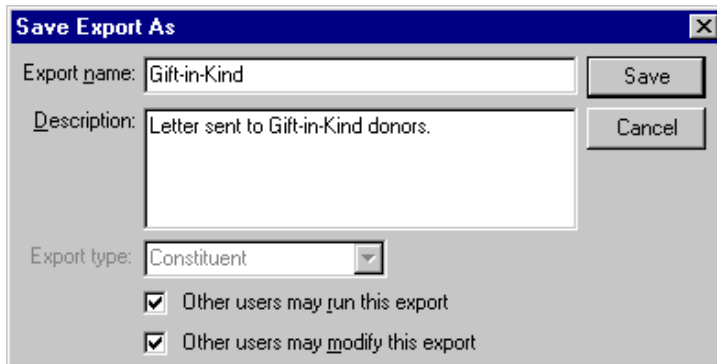 Save Export As
Export name: Gift-in-Kind Save
Description: Letter sent to Gift-in-Kind donors. Cancel
Export type: Constituent
Other users may run this export
Other users may modify this export